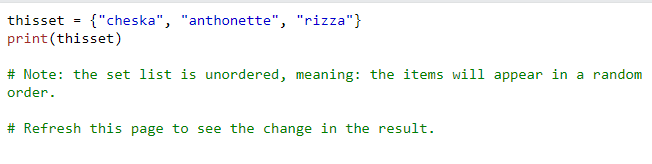 thisset = {"cheska", "anthonette", "rizza"}
print(thisset)
# Note: the set list is unordered, meaning: the items will appear in a random
order.
# Refresh this page to see the change in the result.